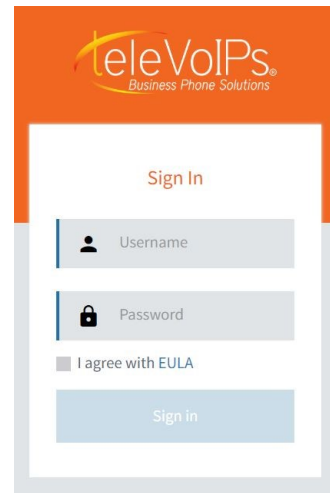 teleVoIPs®
Business Phone Solutions
Sign In
Username
Password
I agree with EULA
Sign in